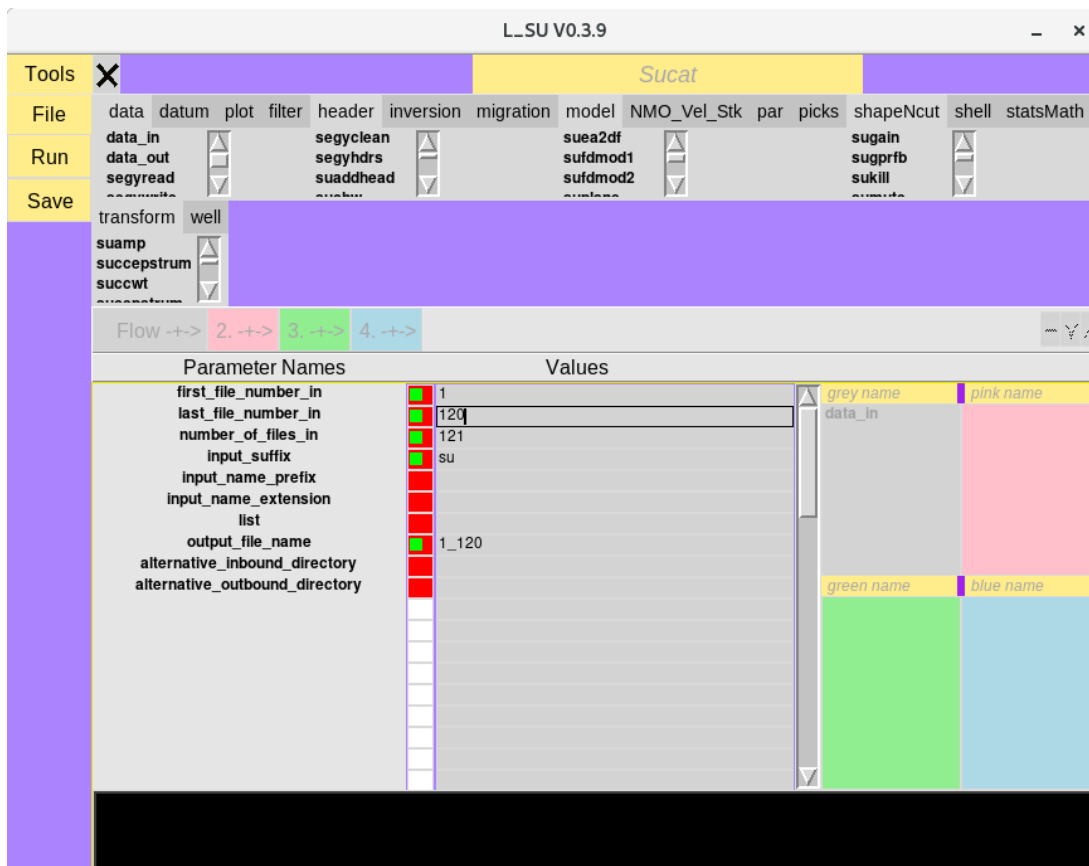 L_SU V0.3.9
Tools
Sucat
File
data datum plot filter header inversion migration model NMO_Vel_Stk par picks shapeNcut shell statsMath
data_in segyclean suea2df sugain
Run
data_out segyhdrs sufdmod1 sugprfb
segyread suaddhead sufdmod2 sukill
Save
transform well
suamp
succepstrum
succwt
Flow -+-> 2. -+-> 3. -+-> 4. -+->
Parameter Names Values
first_file_number_in 1
last_file_number_in 120
number_of_files_in 121
input_suffix su
input_name_prefix
input_name_extension
list
output_file_name 1_120
alternative_inbound_directory
alternative_outbound_directory
grey name pink name
data_in
green name blue name